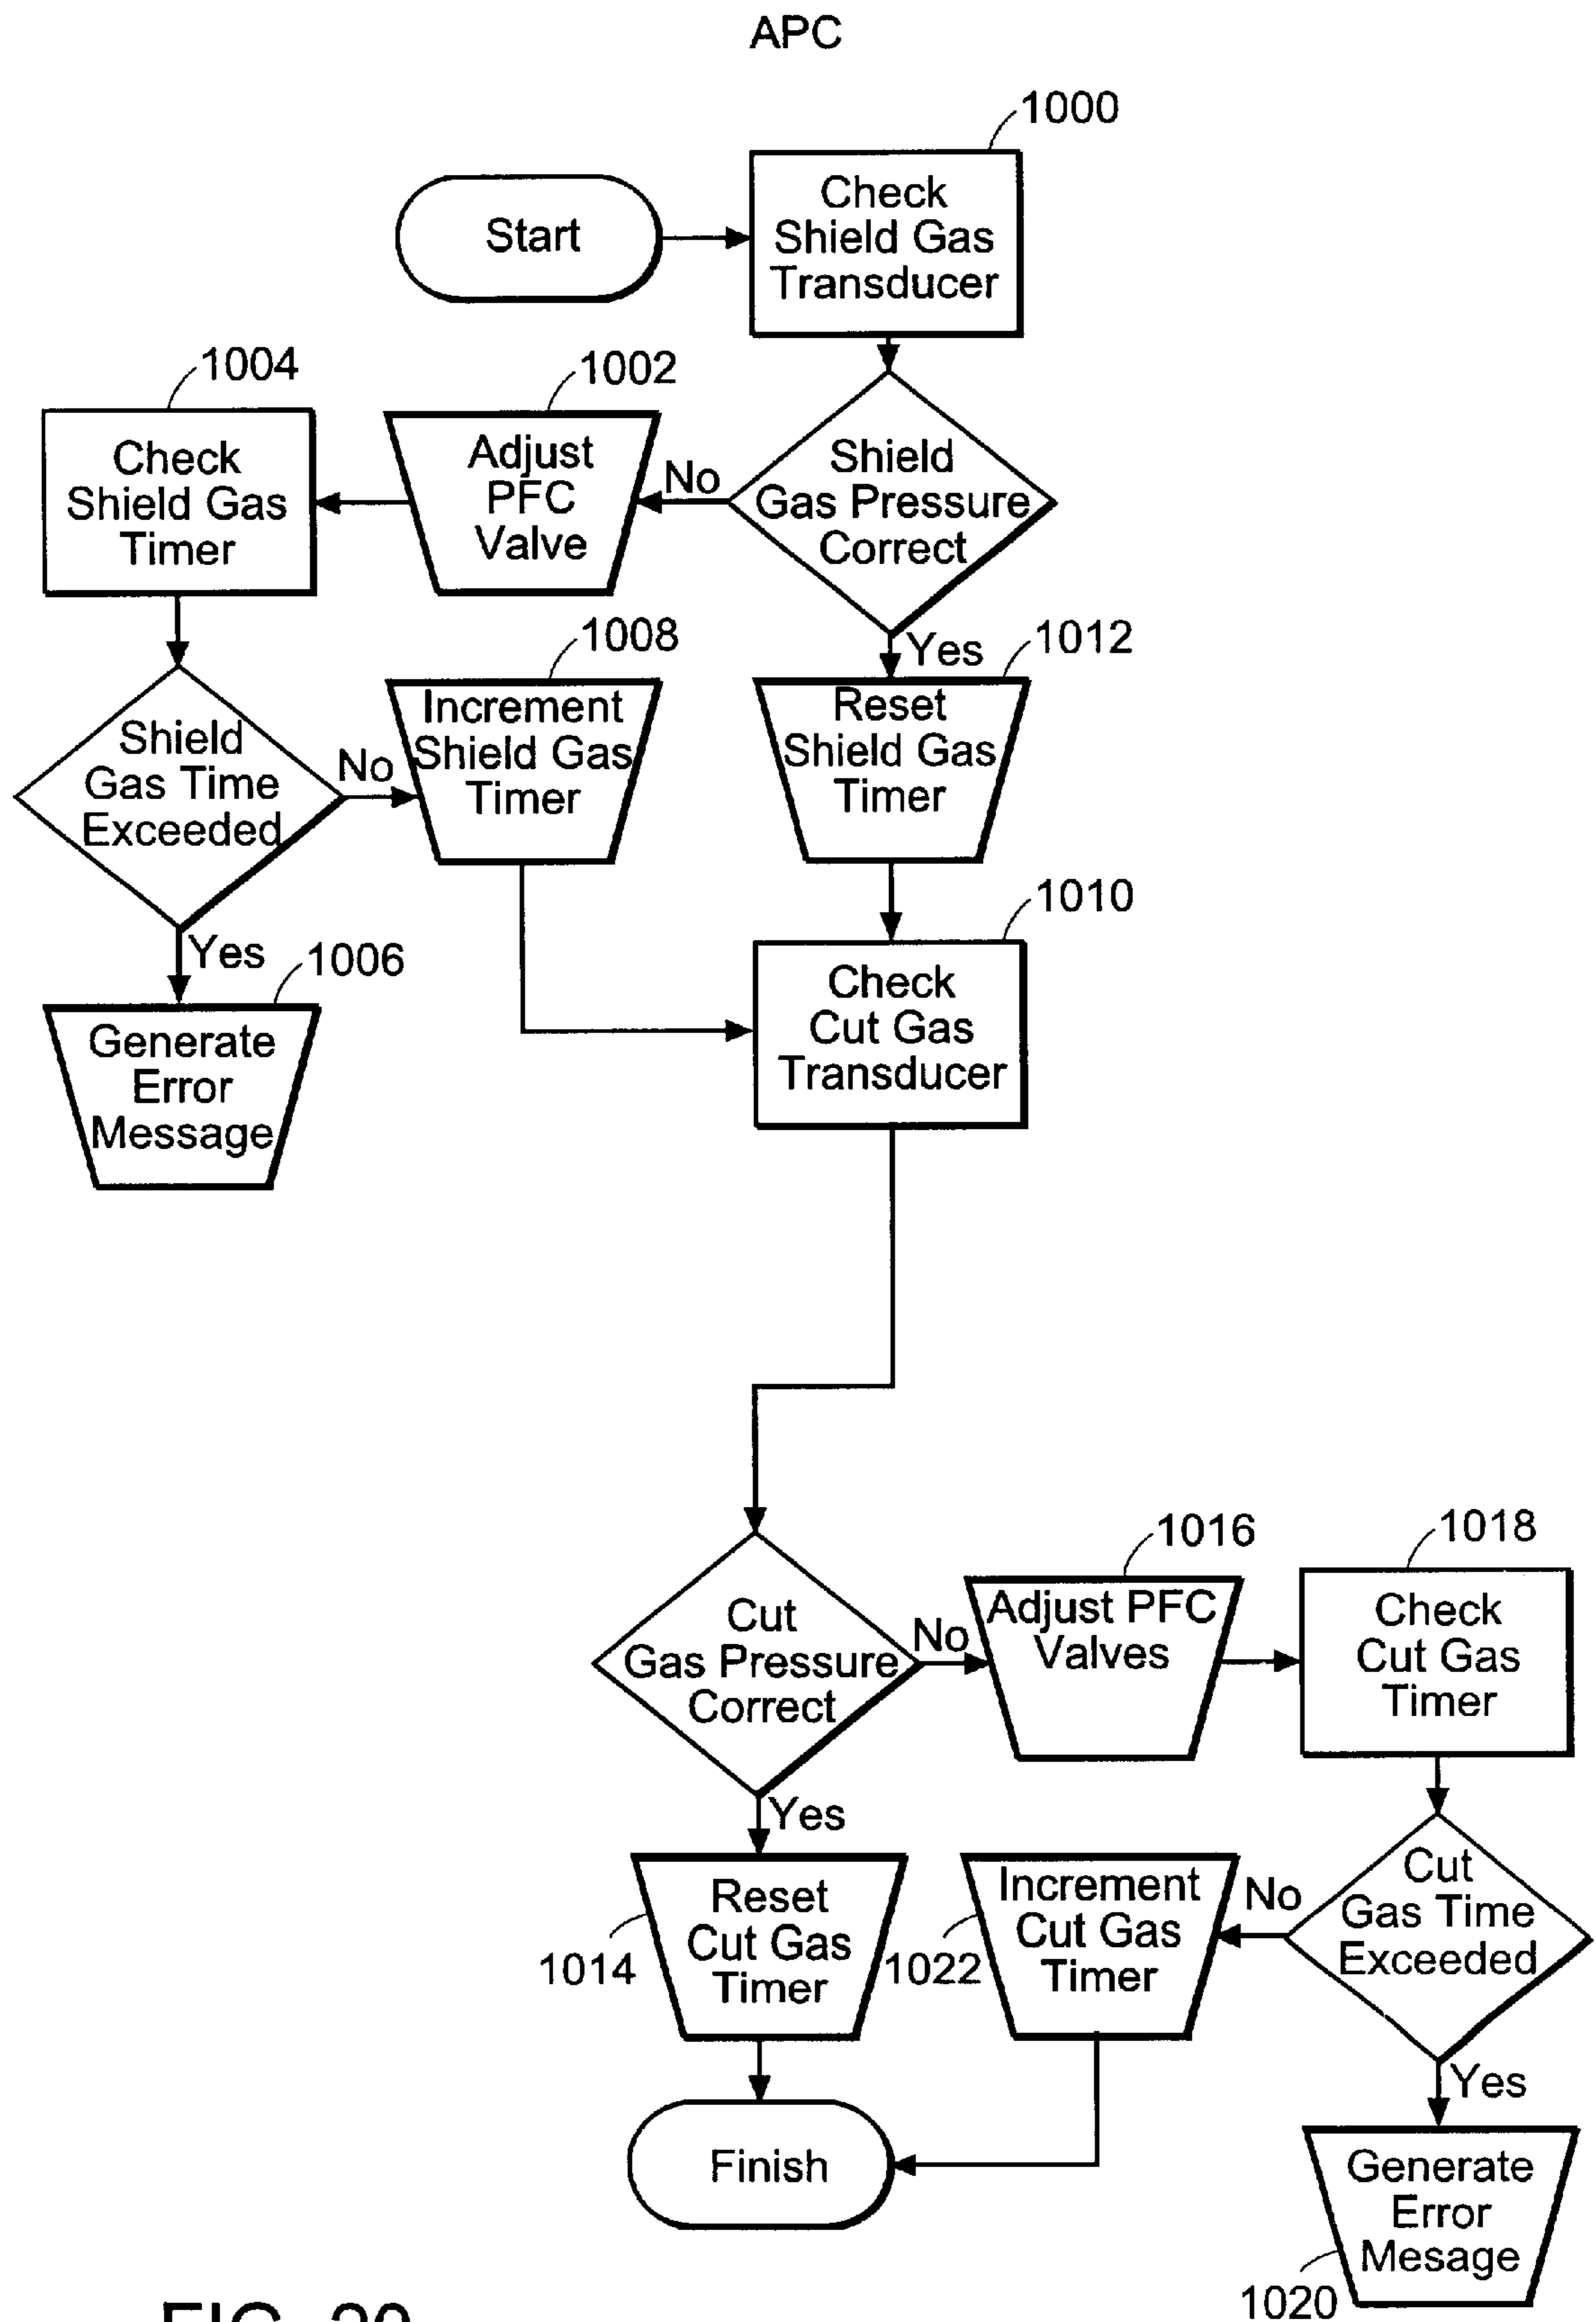 APC
1000
Start
Check
Shield Gas
Transducer
1004
1002
Check
Shield Gas
Timer
Adjust
PFC
Valve
No
Shield
Gas Pressure
Correct
1008
Yes
1012
Shield
Gas Time
Exceeded
No
Increment
Shield Gas
Timer
Reset
Shield Gas
Timer
Yes
1006
1010
Generate
Error
Message
Check
Cut Gas
Transducer
1016
1018
Cut
Gas Pressure
Correct
No
Adjust PFC
Valves
Check
Cut Gas
Timer
Yes
Reset
Cut Gas
Timer
1014
Increment
Cut Gas
Timer
1022
No
Cut
Gas Time
Exceeded
Yes
Finish
Generate
Error
Mesage
1020
FIG. 20